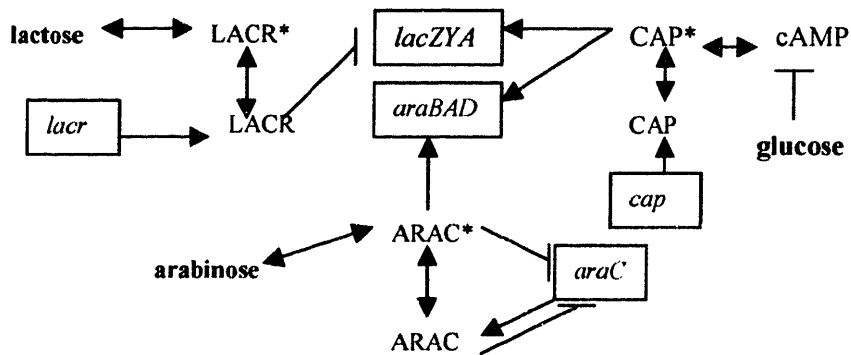 lactose LACR* lacZYA CAP* cAMP
lacr LACR araBAD CAP glucose
cap
ARAC*
arabinose araC
ARAC